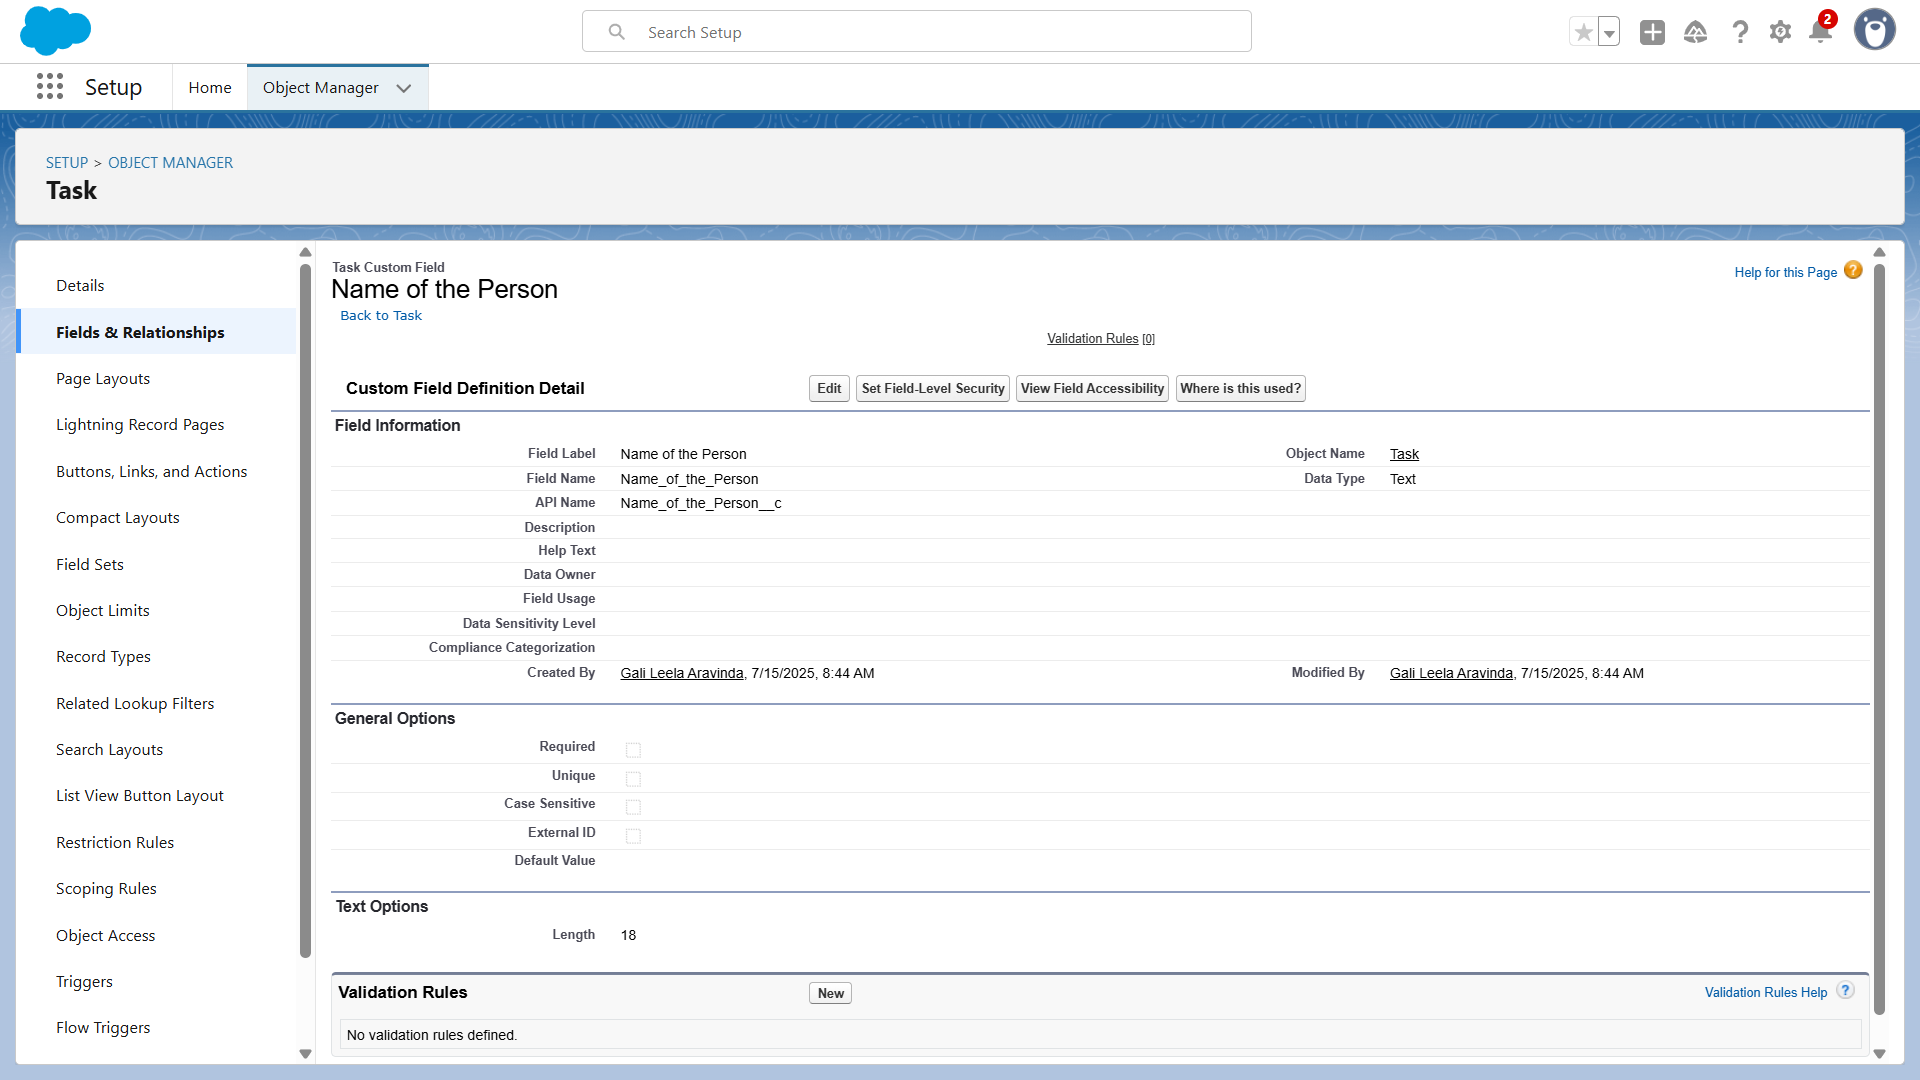 Search Setup
2
Setup
Home
Object Manager
SETUP > OBJECT MANAGER
Task
Details
Fields & Relationships
Page Layouts
Lightning Record Pages
Buttons, Links, and Actions
Compact Layouts
Field Sets
Object Limits
Record Types
Related Lookup Filters
Search Layouts
List View Button Layout
Restriction Rules
Scoping Rules
Object Access
Triggers
Flow Triggers
Task Custom Field
Name of the Person
Back to Task
Help for this Page ?
Validation Rules [0]
Custom Field Definition Detail
Edit
Set Field-Level Security
View Field Accessibility
Where is this used?
Field Information
Field Label Name of the Person Object Name Task
Field Name Name_of_the_Person Data Type Text
API Name Name_of_the_Person__c
Description
Help Text
Data Owner
Field Usage
Data Sensitivity Level
Compliance Categorization
Created By Gali Leela Aravinda, 7/15/2025, 8:44 AM Modified By Gali Leela Aravinda, 7/15/2025, 8:44 AM
General Options
Required
Unique
Case Sensitive
External ID
Default Value
Text Options
Length 18
Validation Rules
New
Validation Rules Help ?
No validation rules defined.